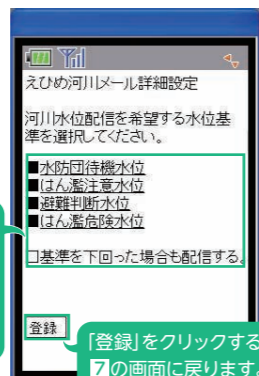 えひめ河川メール詳細設定
河川水位配信を希望する水位基
準を選択してください。
■水防団待機水位
■はん濫注意水位
■避難判断水位
■はん濫危険水位
□基準を下回った場合も配信する。
登録
「登録」をクリックする
7の画面に戻ります。